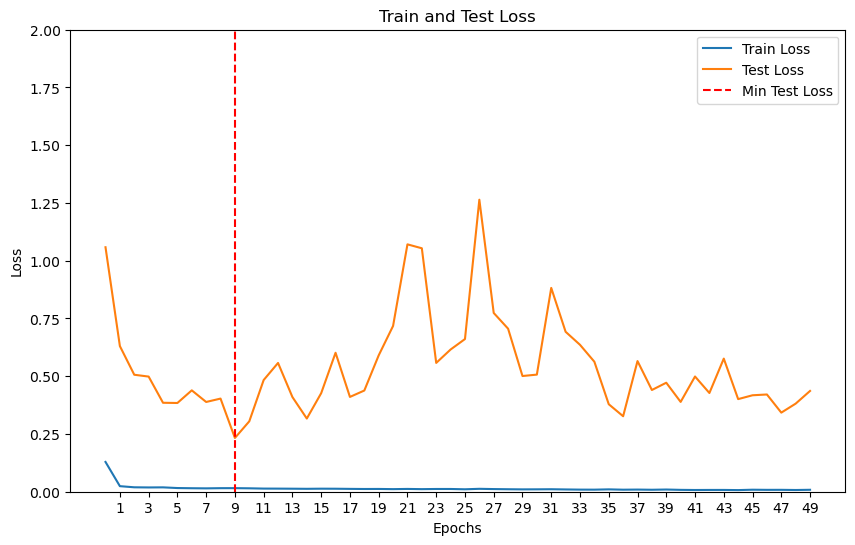 Train and Test Loss
Train Loss
Test Loss
Min Test Loss
2.00
1.75
1.50
1.25
1.00
0.75
0.50
0.25
0.00
Loss
1 3 5 7 9 11 13 15 17 19 21 23 25 27 29 31 33 35 37 39 41 43 45 47 49
Epochs